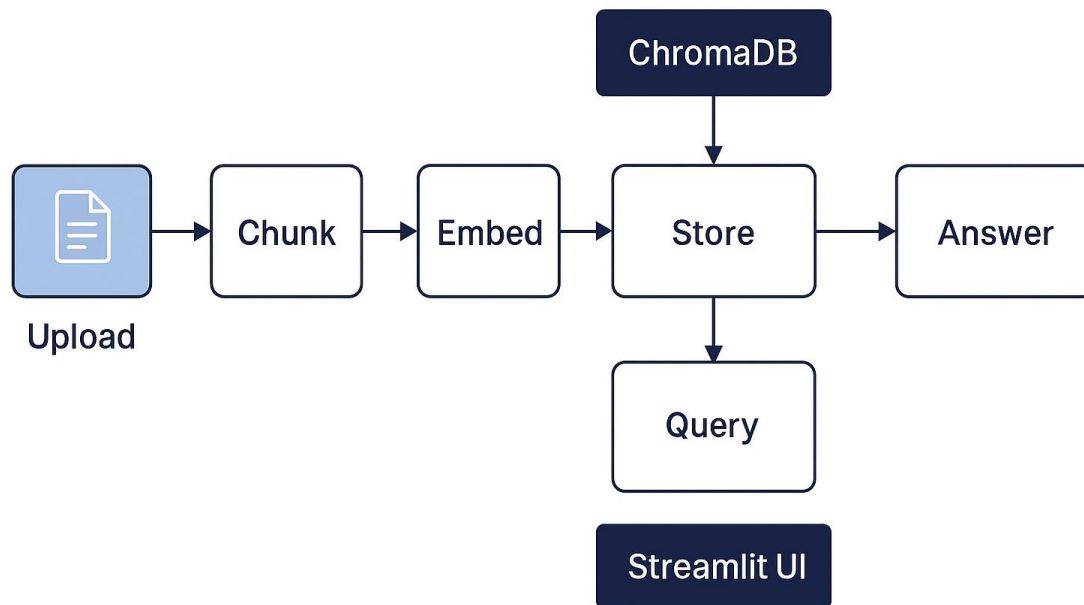 ChromaDB
Chunk
Embed
Store
Answer
Upload
Query
Streamlit UI